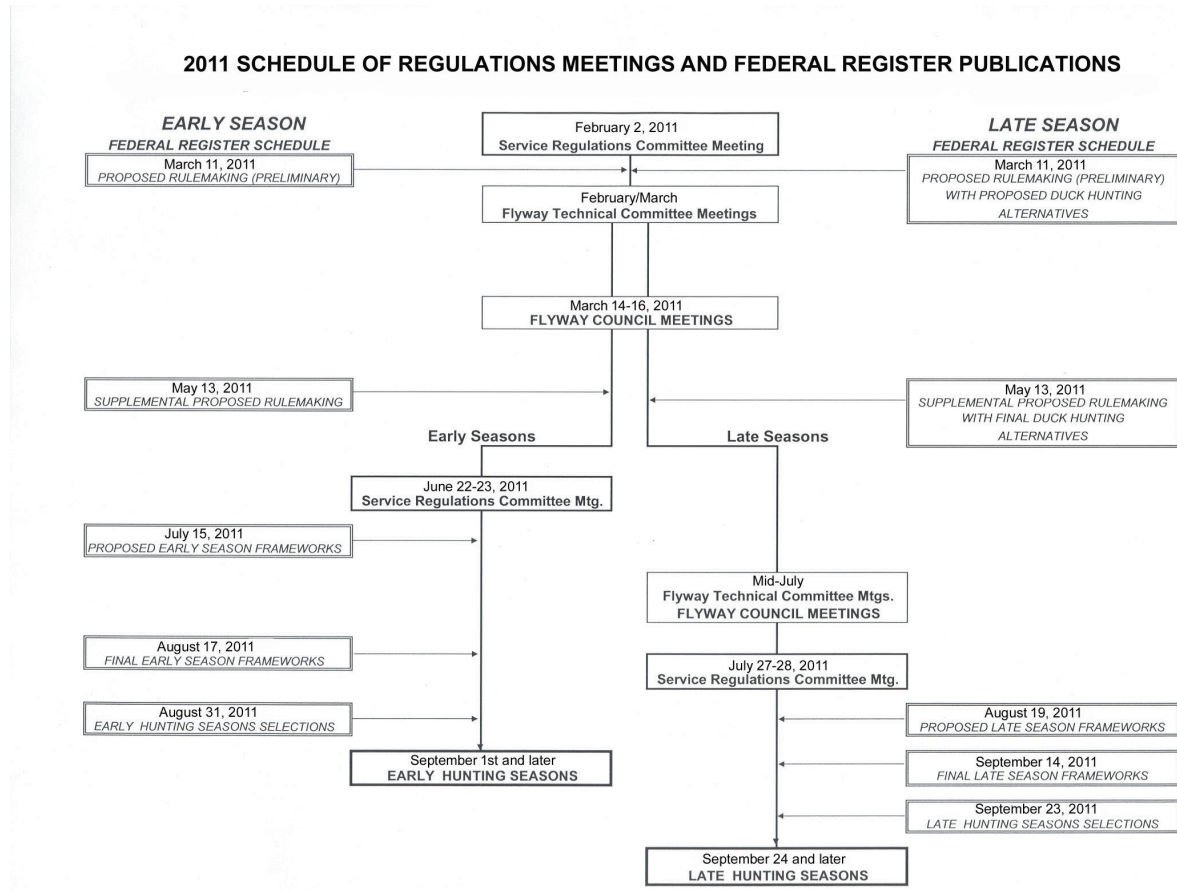 2011 SCHEDULE OF REGULATIONS MEETINGS AND FEDERAL REGISTER PUBLICATIONS
EARLY SEASON
FEDERAL REGISTER SCHEDULE
March 11, 2011
PROPOSED RULEMAKING (PRELIMINARY)
February 2, 2011
Service Regulations Committee Meeting
LATE SEASON
FEDERAL REGISTER SCHEDULE
March 11, 2011
PROPOSED RULEMAKING (PRELIMINARY)
WITH PROPOSED DUCK HUNTING
ALTERNATIVES
February/March
Flyway Technical Committee Meetings
March 14-16, 2011
FLYWAY COUNCIL MEETINGS
May 13, 2011
SUPPLEMENTAL PROPOSED RULEMAKING
May 13, 2011
SUPPLEMENTAL PROPOSED RULEMAKING
WITH FINAL DUCK HUNTING
ALTERNATIVES
Early Seasons
Late Seasons
June 22-23, 2011
Service Regulations Committee Mtg.
July 15, 2011
PROPOSED EARLY SEASON FRAMEWORKS
Mid-July
Flyway Technical Committee Mtgs.
FLYWAY COUNCIL MEETINGS
August 17, 2011
FINAL EARLY SEASON FRAMEWORKS
July 27-28, 2011
Service Regulations Committee Mtg.
August 31, 2011
EARLY HUNTING SEASONS SELECTIONS
August 19, 2011
PROPOSED LATE SEASON FRAMEWORKS
September 1st and later
EARLY HUNTING SEASONS
September 14, 2011
FINAL LATE SEASON FRAMEWORKS
September 23, 2011
LATE HUNTING SEASONS SELECTIONS
September 24 and later
LATE HUNTING SEASONS